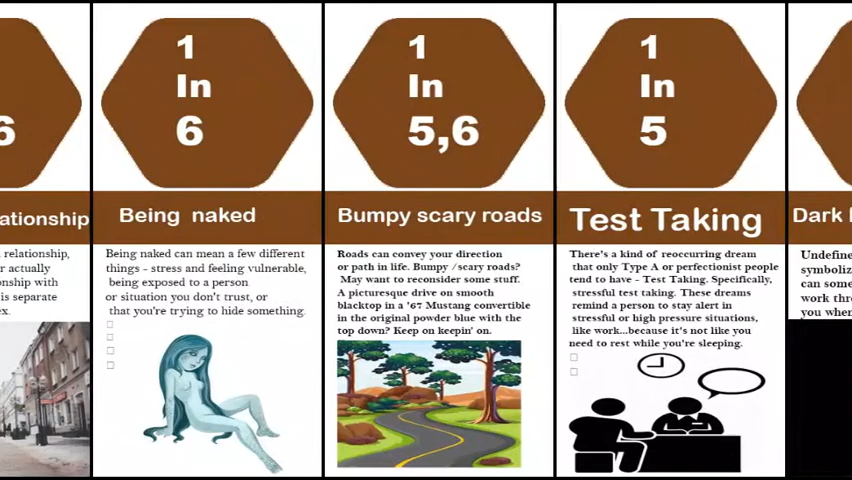 6
ationship
relationship,
r actually
onship with
is separate
ex.
1
In
6
Being naked
Being naked can mean a few different
things - stress and feeling vulnerable,
being exposed to a person
or situation you don't trust, or
that you're trying to hide something.
1
In
5,6
Bumpy scary roads
Roads can convey your direction
or path in life. Bumpy /scary roads?
May want to reconsider some stuff.
A picturesque drive on smooth
blacktop in a '67 Mustang convertible
in the original powder blue with the
top down? Keep on keepin' on.
1
In
5
Test Taking
There's a kind of reoccurring dream
that only Type A or perfectionist people
tend to have - Test Taking. Specifically,
stressful test taking. These dreams
remind a person to stay alert in
stressful or high pressure situations,
like work...because it's not like you
need to rest while you're sleeping.
Dark
Undefine
symboliz
can some
work thr
you when